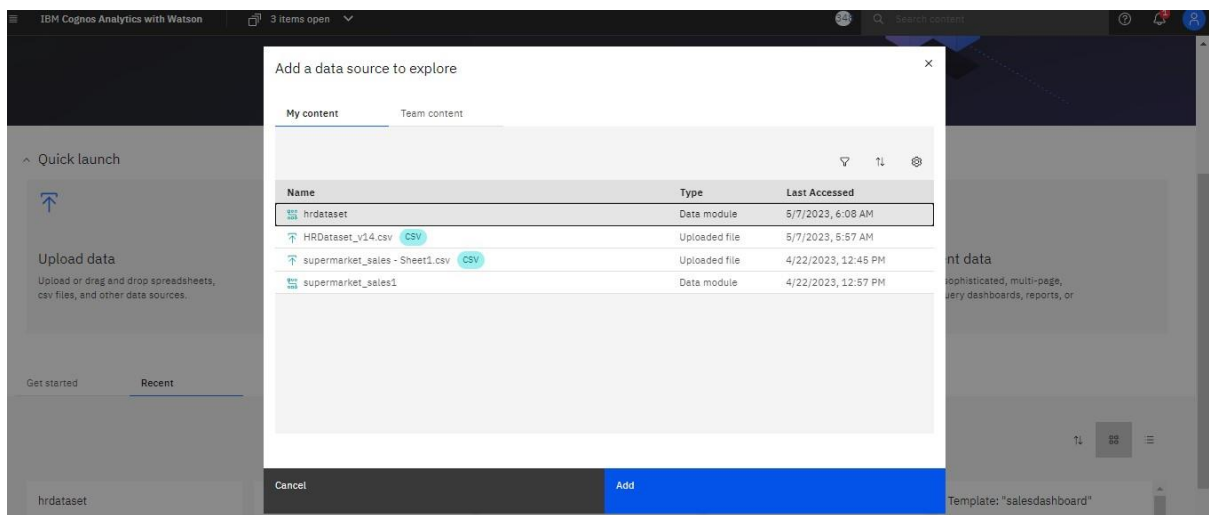 IBM Cognos Analytics with Watson
3 items open
Search content
Add a data source to explore
My content
Team content
Quick launch
Name
Type
Last Accessed
hrdataset
Data module
5/7/2023, 6:08 AM
HRDataset_v14.csv
CSV
Uploaded file
5/7/2023, 5:57 AM
supermarket_sales - Sheet1.csv
CSV
Uploaded file
4/22/2023, 12:45 PM
supermarket_sales1
Data module
4/22/2023, 12:57 PM
Upload data
Upload or drag and drop spreadsheets,
csv files, and other data sources.
nt data
sophisticated, multi-page,
uery dashboards, reports, or
Get started
Recent
Cancel
Add
hrdataset
Template: "salesdashboard"